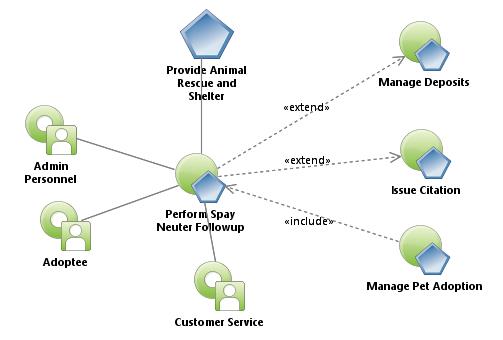 Provide Animal
Rescue and
Shelter
Manage Deposits
«extend»
Admin
Personnel
«extend»
Issue Citation
Perform Spay
Neuter Followup
«include»
Adoptee
Manage Pet Adoption
Customer Service